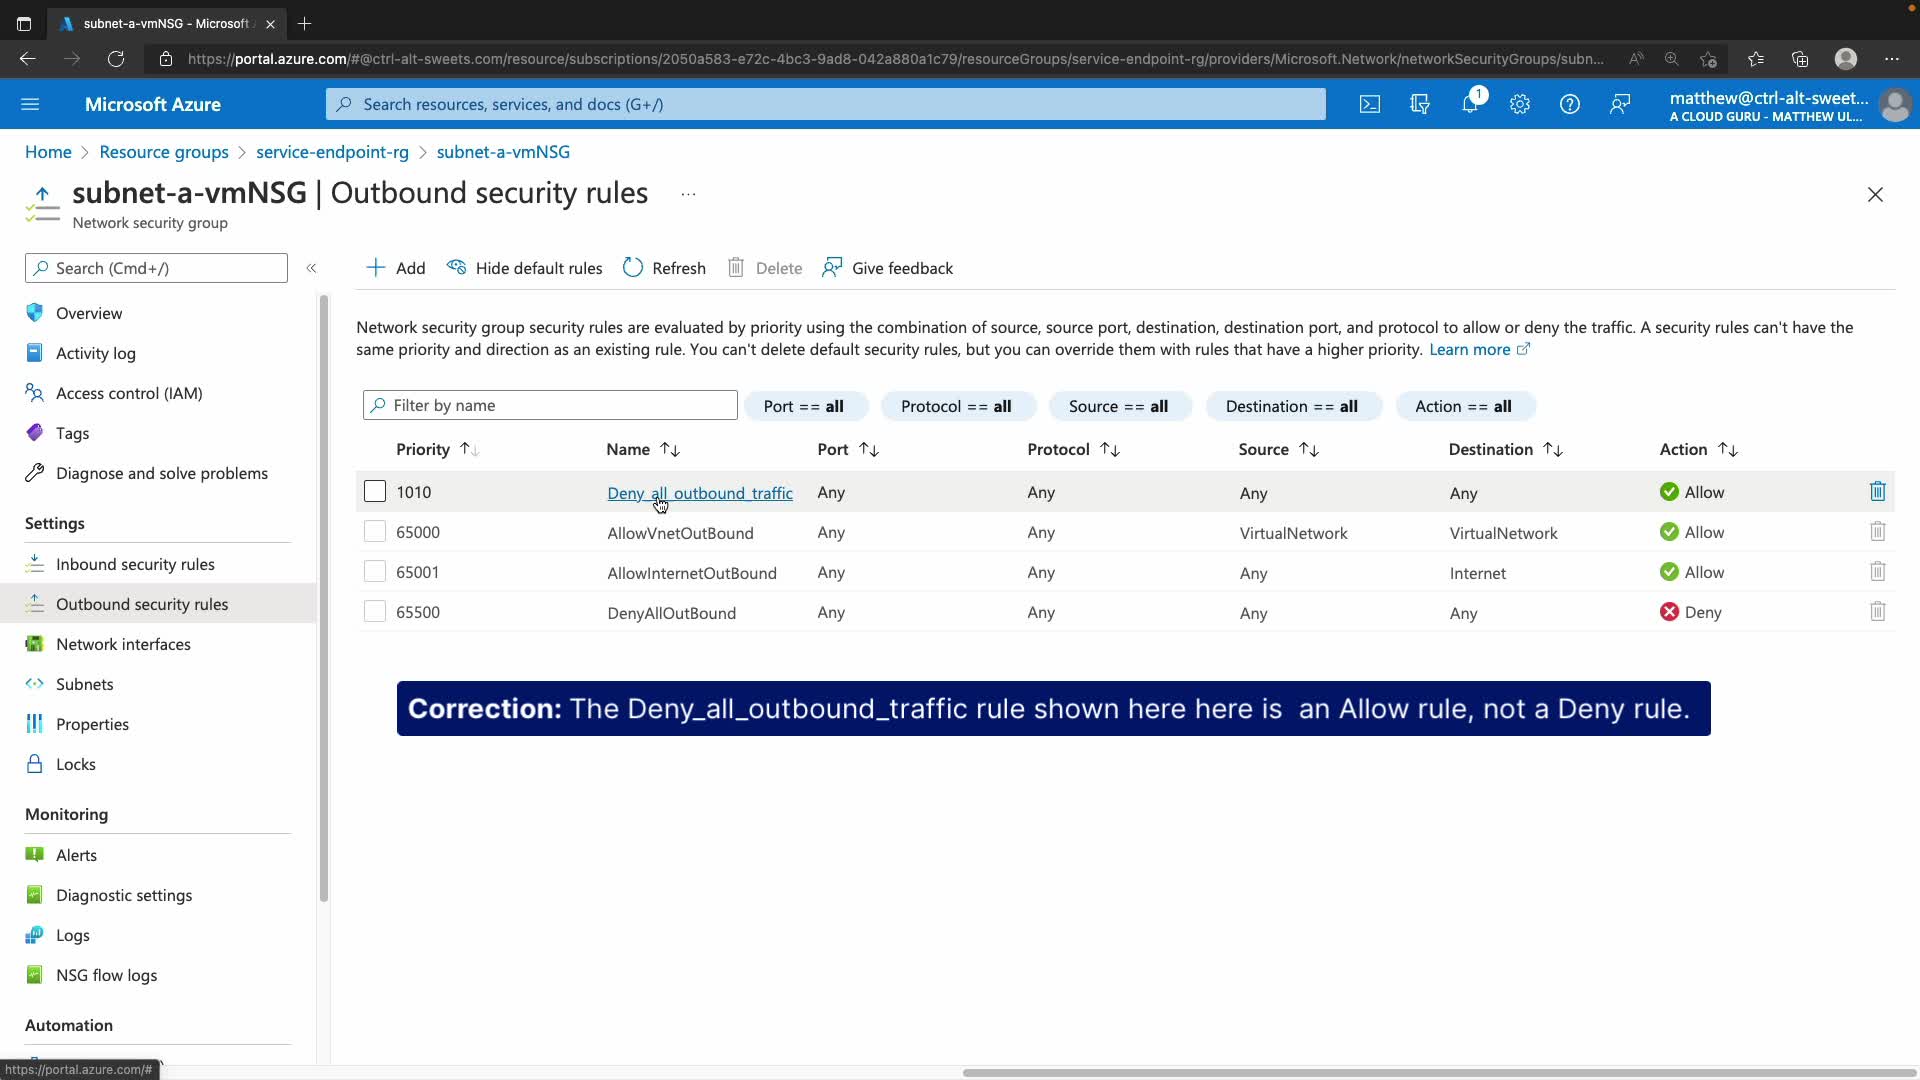 subnet-a-vmNSG - Microsoft
https://portal.azure.com/#@ctrl-alt-sweets.com/resource/subscriptions/2050a583-e72c-4bc3-9ad8-042a880a1c79/resourceGroups/service-endpoint-rg/providers/Microsoft.Network/networkSecurityGroups/subn...
Microsoft Azure
Search resources, services, and docs (G+/)
1
matthew@ctrl-alt-sweet...
A CLOUD GURU - MATTHEW UL...
Home > Resource groups > service-endpoint-rg > subnet-a-vmNSG
subnet-a-vmNSG | Outbound security rules ...
Network security group
Search (Cmd+/)
«
Overview
Activity log
Access control (IAM)
Tags
Diagnose and solve problems
Settings
Inbound security rules
Outbound security rules
Network interfaces
Subnets
Properties
Locks
Monitoring
Alerts
Diagnostic settings
Logs
NSG flow logs
Automation
Add Hide default rules Refresh Delete Give feedback
Network security group security rules are evaluated by priority using the combination of source, source port, destination, destination port, and protocol to allow or deny the traffic. A security rules can't have the
same priority and direction as an existing rule. You can't delete default security rules, but you can override them with rules that have a higher priority. Learn more
Filter by name Port == all Protocol == all Source == all Destination == all Action == all
Priority Name Port Protocol Source Destination Action
1010 Deny_all_outbound_traffic Any Any Any Any Allow
65000 AllowVnetOutBound Any Any VirtualNetwork VirtualNetwork Allow
65001 AllowInternetOutBound Any Any Any Internet Allow
65500 DenyAllOutBound Any Any Any Any Deny
Correction: The Deny_all_outbound_traffic rule shown here here is an Allow rule, not a Deny rule.
https://portal.azure.com/#